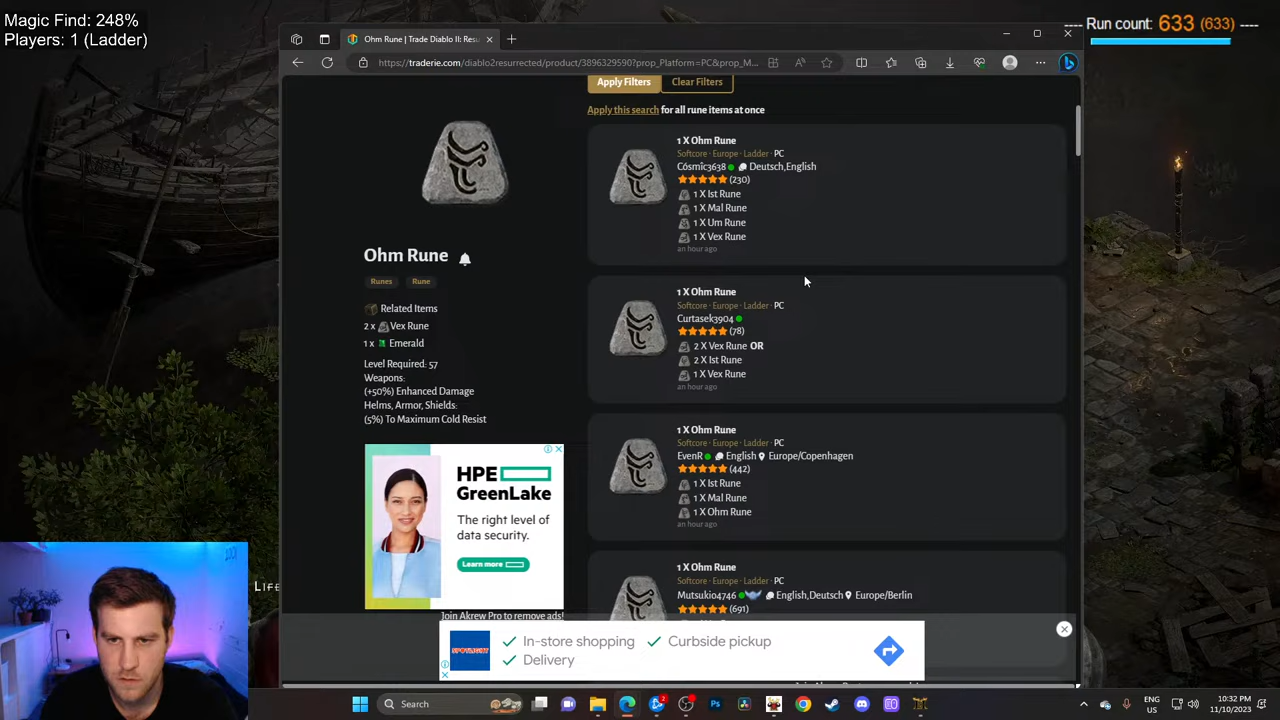 Magic Find: 248%
Players: 1 (Ladder)
---- Run count: 633 (633) ----
Ohm Rune | Trade Diablo II: Resu
https://traderie.com/diablo2resurrected/product/3896329590?prop_Platform=PC&prop_M...
Apply Filters
Clear Filters
Apply this search for all rune items at once
Ohm Rune
Runes
Rune
Related Items
2 x Vex Rune
1 x Emerald
Level Required: 57
Weapons:
(+50%) Enhanced Damage
Helms, Armor, Shields:
(5%) To Maximum Cold Resist
HPE
GreenLake
The right level of
data security.
Learn more
Join Akrew Pro to remove ads!
1 X Ohm Rune
Softcore · Europe · Ladder · PC
Cósmic3638 Deutsch,English
(230)
1 X Ist Rune
1 X Mal Rune
1 X Um Rune
1 X Vex Rune
an hour ago
1 X Ohm Rune
Softcore · Europe · Ladder · PC
Curtasek3904
(78)
2 X Vex Rune OR
2 X Ist Rune
1 X Vex Rune
an hour ago
1 X Ohm Rune
Softcore · Europe · Ladder · PC
EvenR English Europe/Copenhagen
(442)
1 X Ist Rune
1 X Mal Rune
1 X Ohm Rune
an hour ago
1 X Ohm Rune
Softcore · Europe · Ladder · PC
Mutsukio4746 English,Deutsch Europe/Berlin
(691)
SPOTLIGHT
In-store shopping
Curbside pickup
Delivery
Life
Search
2
ENG
US
10:32 PM
11/10/2023